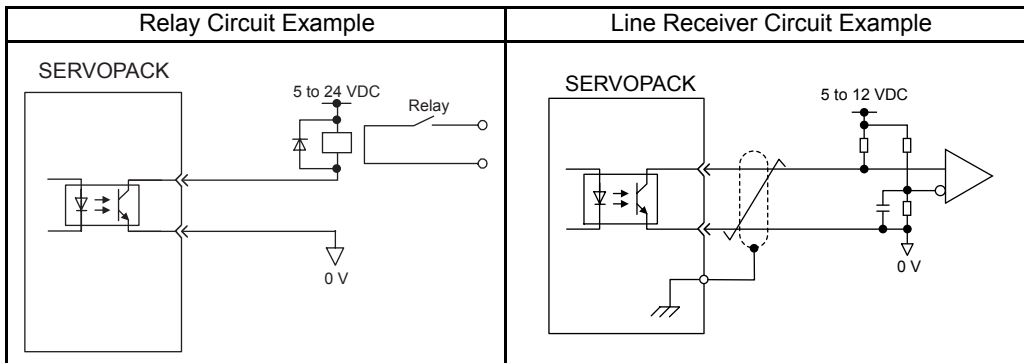 Relay Circuit Example
Line Receiver Circuit Example
SERVOPACK
5 to 24 VDC
Relay
0 V
SERVOPACK
5 to 12 VDC
0 V